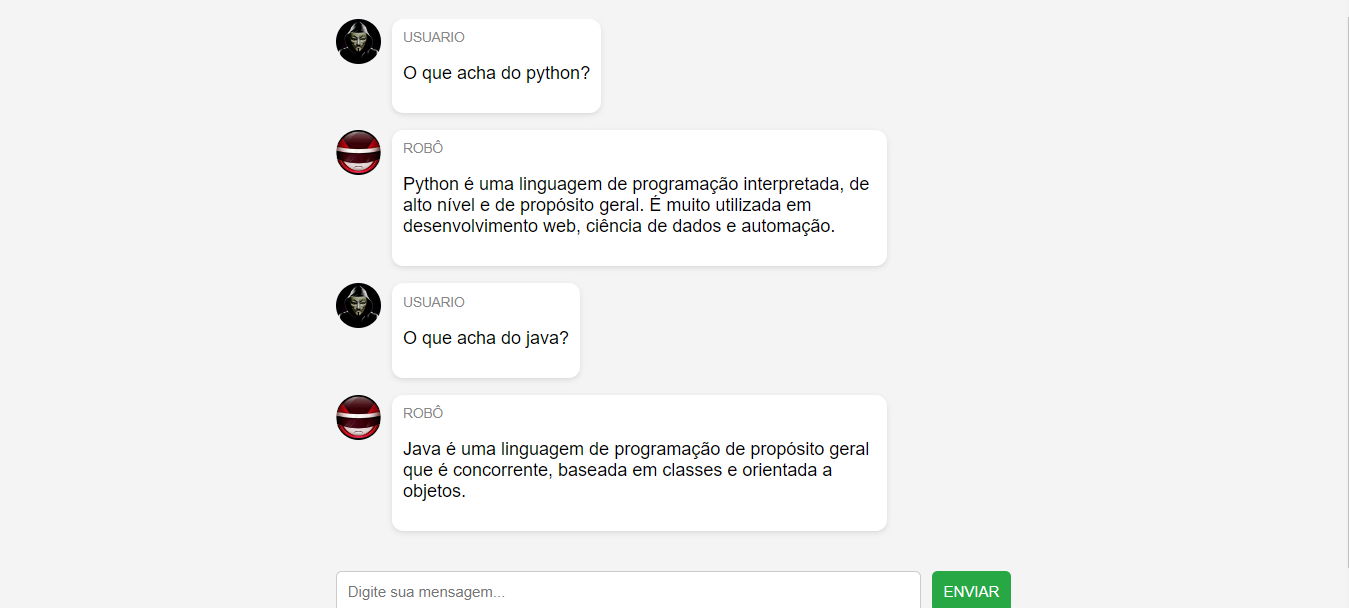 USUARIO
O que acha do python?
ROBÔ
Python é uma linguagem de programação interpretada, de
alto nível e de propósito geral. É muito utilizada em
desenvolvimento web, ciência de dados e automação.
USUARIO
O que acha do java?
ROBÔ
Java é uma linguagem de programação de propósito geral
que é concorrente, baseada em classes e orientada a
objetos.
Digite sua mensagem...
ENVIAR